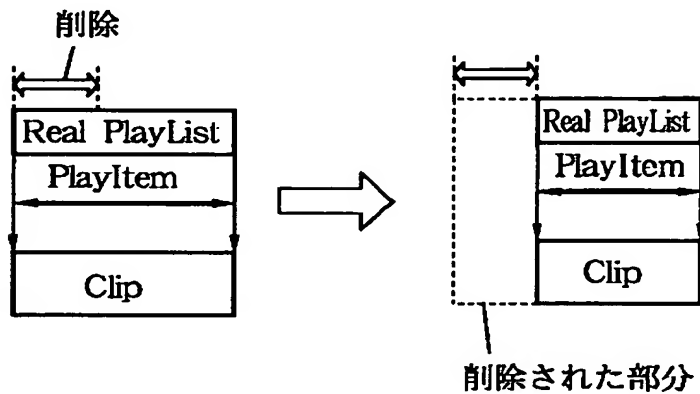 削除
Real PlayList
PlayItem
Clip
Real PlayList
PlayItem
Clip
削除された部分